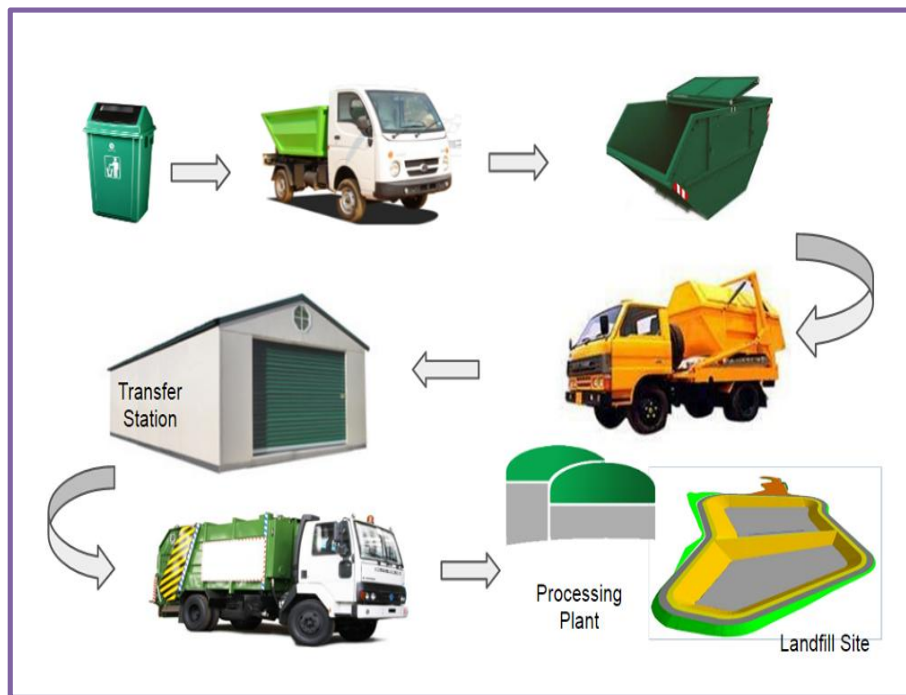 Transfer
Station
Processing
Plant
Landfill Site